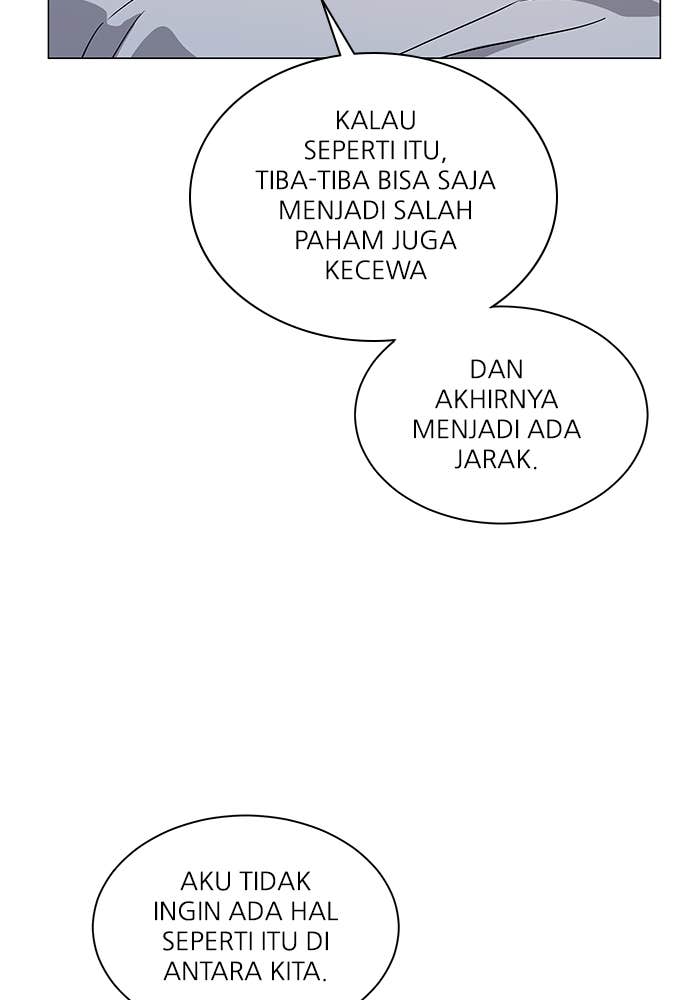 KALAU
SEPERTI ITU,
TIBA-TIBA BISA SAJA
MENJADI SALAH
PAHAM JUGA
KECEWA
DAN
AKHIRNYA
MENJADI ADA
JARAK.
AKU TIDAK
INGIN ADA HAL
SEPERTI ITU DI
ANTARA KITA.